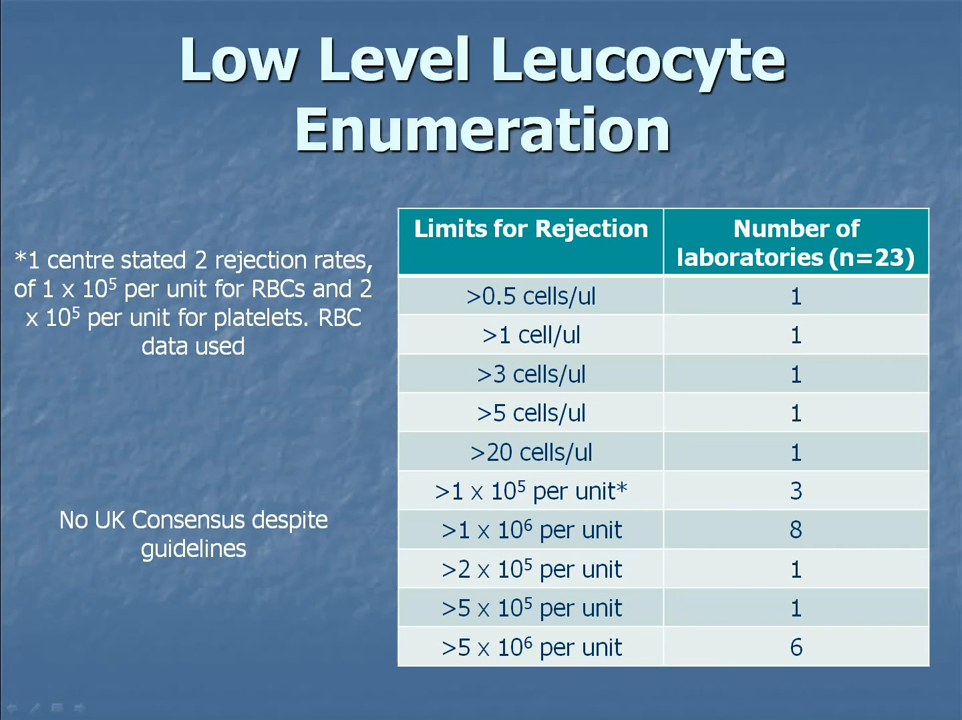 Low Level Leucocyte
Enumeration
*1 centre stated 2 rejection rates,
of 1 x 10⁵ per unit for RBCs and 2
x 10⁵ per unit for platelets. RBC
data used
No UK Consensus despite
guidelines
Limits for Rejection Number of
laboratories (n=23)
>0.5 cells/ul 1
>1 cell/ul 1
>3 cells/ul 1
>5 cells/ul 1
>20 cells/ul 1
>1 x 10⁵ per unit* 3
>1 x 10⁶ per unit 8
>2 x 10⁵ per unit 1
>5 x 10⁵ per unit 1
>5 x 10⁶ per unit 6